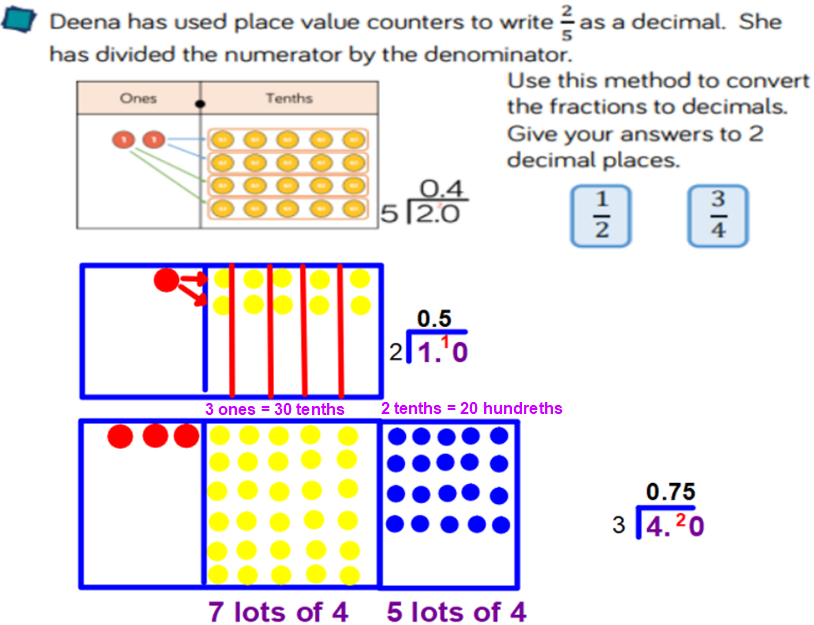 Deena has used place value counters to write 2/5 as a decimal. She
has divided the numerator by the denominator.
Use this method to convert
the fractions to decimals.
Give your answers to 2
decimal places.
Ones
Tenths
1 1
0.4
5 2.0
1/2
3/4
0.5
2 1.10
3 ones = 30 tenths
2 tenths = 20 hundreths
0.75
3 4.20
7 lots of 4
5 lots of 4